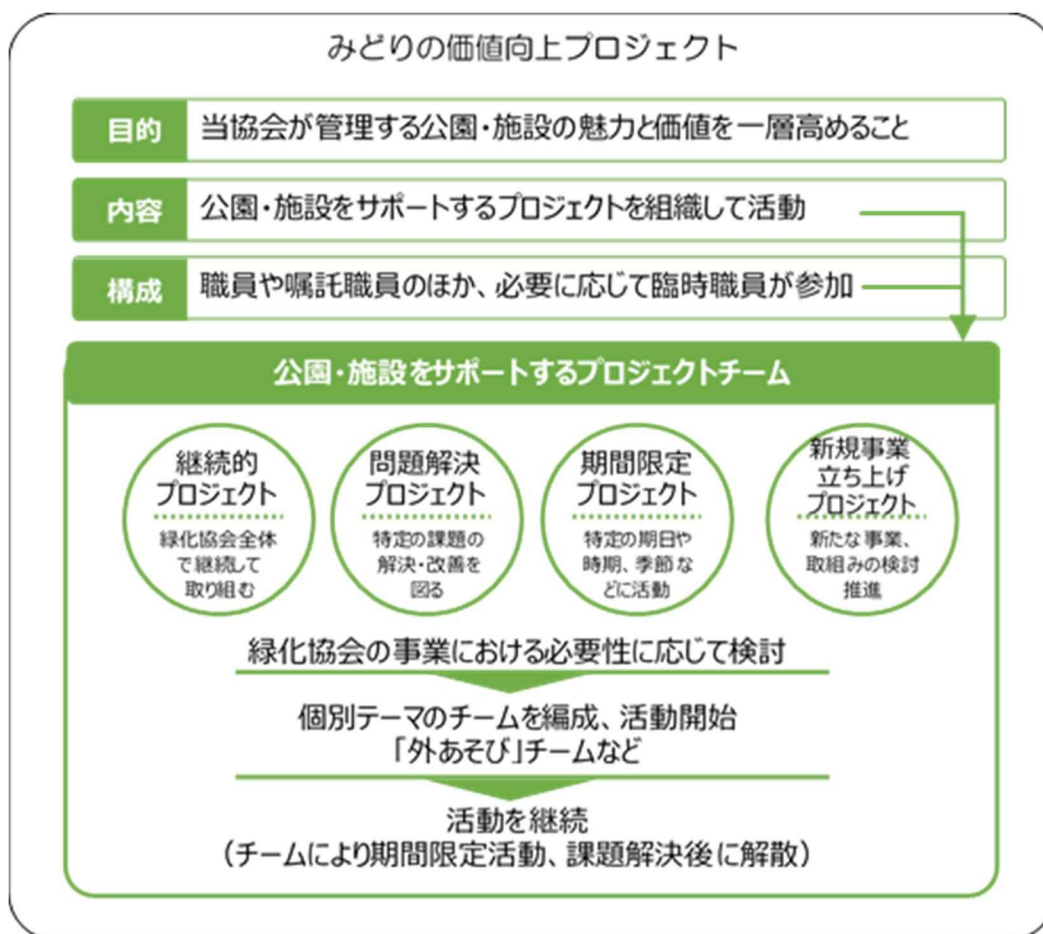 みどりの価値向上プロジェクト
目的 当協会が管理する公園・施設の魅力と価値を一層高めること
内容 公園・施設をサポートするプロジェクトを組織して活動
構成 職員や嘱託職員のほか、必要に応じて臨時職員が参加
公園・施設をサポートするプロジェクトチーム
継続的
プロジェクト
緑化協会全体
で継続して
取り組む
問題解決
プロジェクト
特定の課題の
解決・改善を
図る
期間限定
プロジェクト
特定の期日や
時期、季節な
どに活動
新規事業
立ち上げ
プロジェクト
新たな事業、
取組みの検討
推進
緑化協会の事業における必要性に応じて検討
個別テーマのチームを編成、活動開始
「外あそび」チームなど
活動を継続
（チームにより期間限定活動、課題解決後に解散）